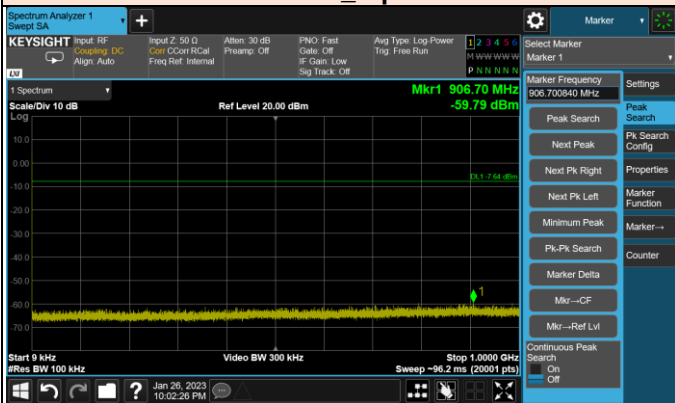 Spectrum Analyzer 1
Swept SA
Marker
KEYSIGHT
Input: RF
Coupling: DC
Align: Auto
Input Z: 50 Ω
Corr CCorr RCal
Freq Ref: Internal
Atten: 30 dB
Preamp: Off
PNO: Fast
Gate: Off
IF Gain: Low
Sig Track: Off
Avg Type: Log-Power
Trig: Free Run
1 2 3 4 5 6
M W W W W W
P N N N N N
LXI
Select Marker
Marker 1
1 Spectrum
Mkr1 906.70 MHz
Scale/Div 10 dB
Ref Level 20.00 dBm
-59.79 dBm
Log
10.0
0.00
-10.0
-20.0
-30.0
-40.0
-50.0
-60.0
-70.0
DL1 -7.64 dBm
1
Start 9 kHz
Video BW 300 kHz
Stop 1.0000 GHz
#Res BW 100 kHz
Sweep ~96.2 ms (20001 pts)
Marker Frequency
906.700840 MHz
Peak Search
Next Peak
Next Pk Right
Next Pk Left
Minimum Peak
Pk-Pk Search
Marker Delta
Mkr→CF
Mkr→Ref Lvl
Continuous Peak
Search
On
Off
Settings
Peak
Search
Pk Search
Config
Properties
Marker
Function
Marker→
Counter
?
Jan 26, 2023
10:02:26 PM